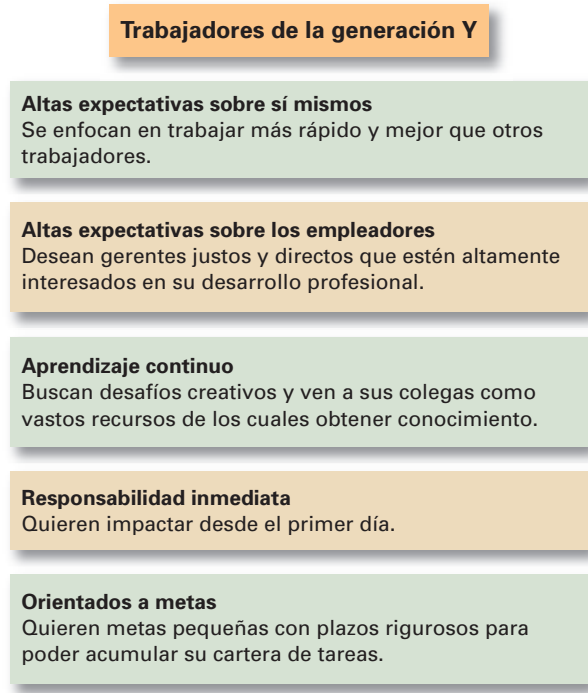 Trabajadores de la generación Y
Altas expectativas sobre sí mismos
Se enfocan en trabajar más rápido y mejor que otros
trabajadores.
Altas expectativas sobre los empleadores
Desean gerentes justos y directos que estén altamente
interesados en su desarrollo profesional.
Aprendizaje continuo
Buscan desafíos creativos y ven a sus colegas como
vastos recursos de los cuales obtener conocimiento.
Responsabilidad inmediata
Quieren impactar desde el primer día.
Orientados a metas
Quieren metas pequeñas con plazos rigurosos para
poder acumular su cartera de tareas.